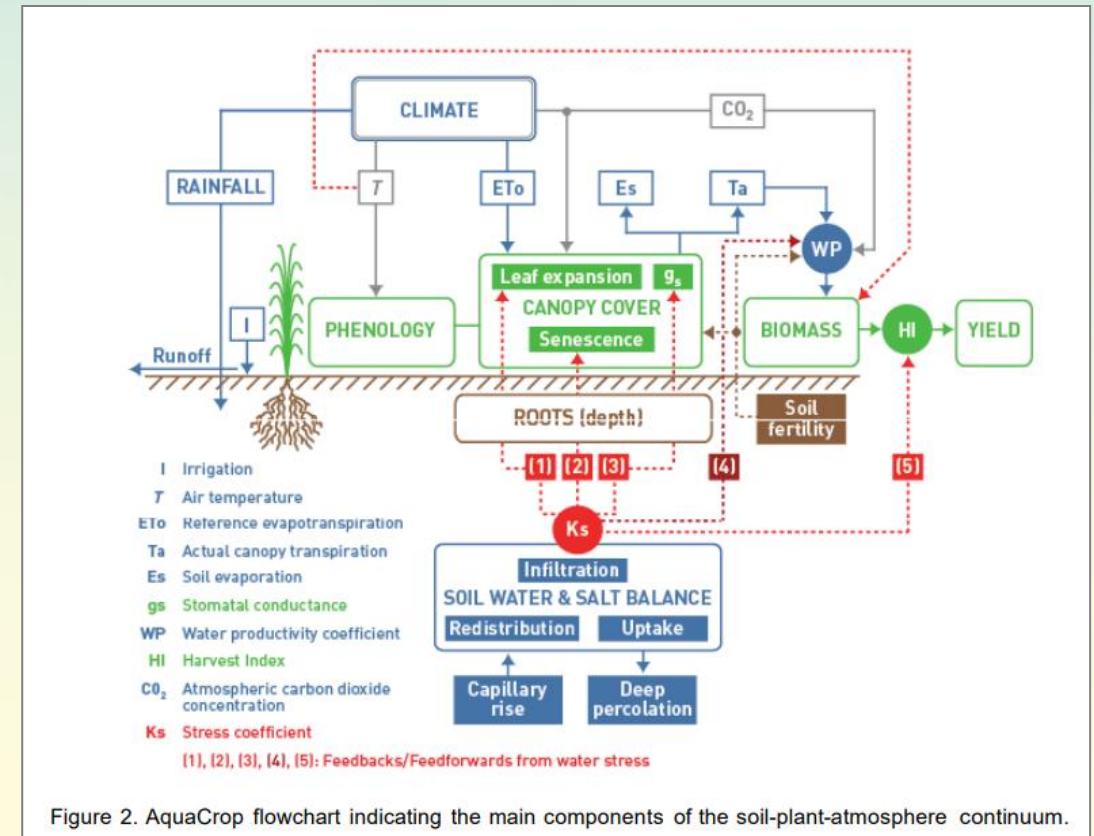 CLIMATE
CO₂
RAINFALL
T
ETo
Es
Ta
WP
Leaf expansion
gs
CANOPY COVER
Senescence
PHENOLOGY
I
BIOMASS
HI
YIELD
Runoff
ROOTS (depth)
Soil
fertility
(1)
(2)
(3)
(4)
(5)
Ks
Infiltration
SOIL WATER & SALT BALANCE
Redistribution
Uptake
Capillary
rise
Deep
percolation
I Irrigation
T Air temperature
ETo Reference evapotranspiration
Ta Actual canopy transpiration
Es Soil evaporation
gs Stomatal conductance
WP Water productivity coefficient
HI Harvest Index
CO₂ Atmospheric carbon dioxide
concentration
Ks Stress coefficient
(1), (2), (3), (4), (5): Feedbacks/Feedforwards from water stress
Figure 2. AquaCrop flowchart indicating the main components of the soil-plant-atmosphere continuum.